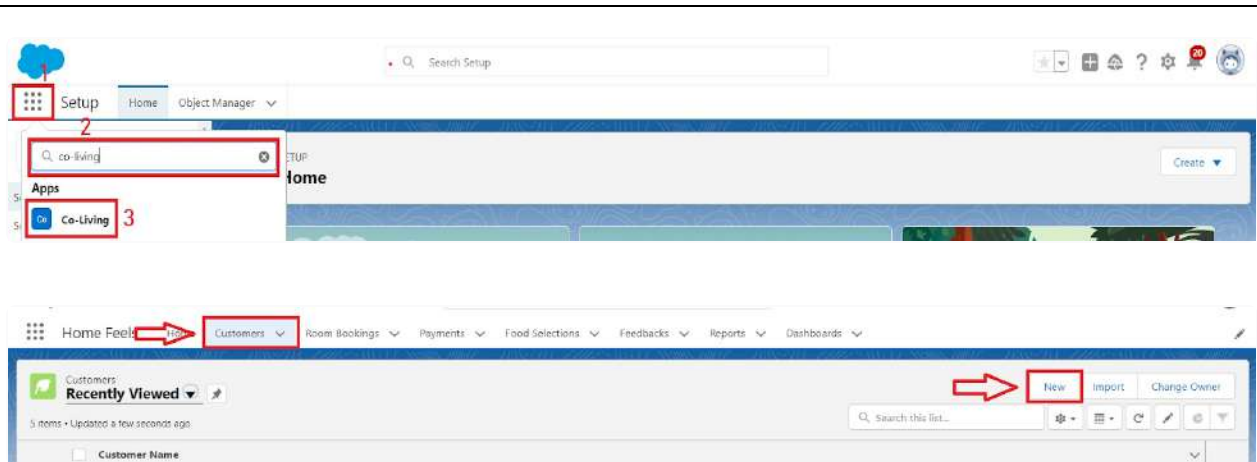 1
Search Setup
20
Setup Home Object Manager
2
co-living
ETUP
Home
Create
Apps
Co Co-Living 3
Home Feels Customers Room Bookings Payments Food Selections Feedbacks Reports Dashboards
Customers
Recently Viewed
New Import Change Owner
5 items • Updated a few seconds ago
Search this list...
Customer Name